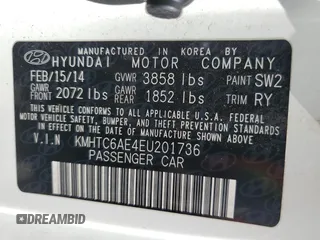 MANUFACTURED IN KOREA BY
HYUNDAI MOTOR COMPANY
FEB/15/14 GVWR 3858 lbs PAINT SW2
GAWR FRT 2072 lbs GAWR RR 1852 lbs TRIM RY
THIS VEHICLE CONFORMS TO ALL APPLICABLE
U.S.A. FEDERAL MOTOR VEHICLE SAFETY,
BUMPER, AND THEFT PREVENTION STANDARDS
IN EFFECT ON THE DATE OF MANUFACTURE SHOWN ABOVE.
V.I.N KMHTC6AE4EU201736
PASSENGER CAR
DREAMBID